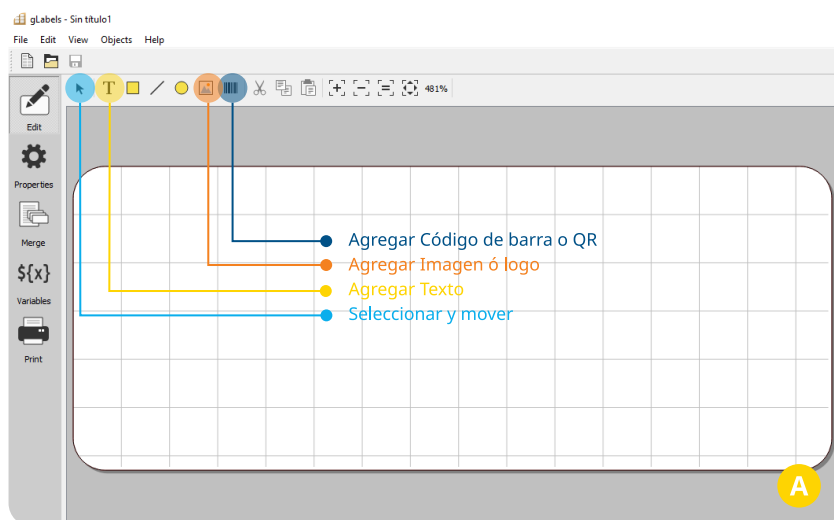 gLabels - Sin título1
File Edit View Objects Help
T
481%
Edit
Properties
Merge
${x}
Variables
Print
Agregar Código de barra o QR
Agregar Imagen ó logo
Agregar Texto
Seleccionar y mover
A